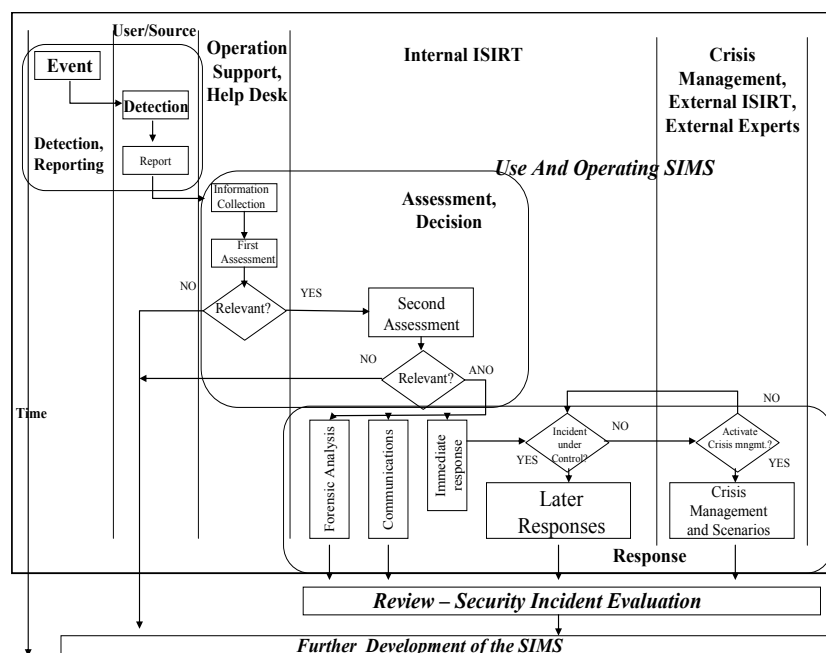 User/Source
Operation
Support,
Help Desk
Internal ISIRT
Crisis
Management,
External ISIRT,
External Experts
Event
Detection
Detection,
Reporting
Report
Use And Operating SIMS
Information
Collection
Assessment,
Decision
First
Assessment
NO
Relevant?
YES
Second
Assessment
NO
Relevant?
ANO
Time
Forensic Analysis
Communications
Immediate
response
Incident
under
Control?
YES
NO
Activate
Crisis mngmt.?
NO
YES
Later
Responses
Crisis
Management
and Scenarios
Response
Review – Security Incident Evaluation
Further Development of the SIMS